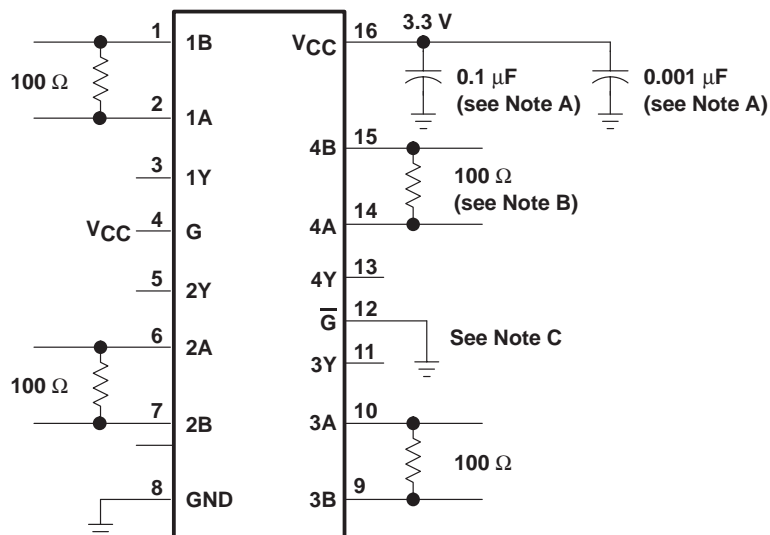 1
1B
100 Ω
2
1A
3
1Y
VCC
4
G
5
2Y
6
2A
100 Ω
7
2B
8
GND
VCC
16
3.3 V
0.1 µF
(see Note A)
0.001 µF
(see Note A)
4B
15
100 Ω
(see Note B)
4A
14
4Y
13
G̅
12
See Note C
3Y
11
3A
10
100 Ω
3B
9